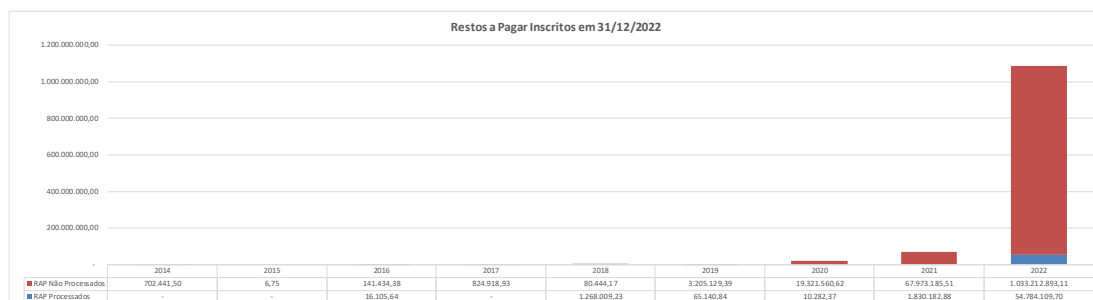 Restos a Pagar Inscritos em 31/12/2022
1.200.000.000,00
1.000.000.000,00
800.000.000,00
600.000.000,00
400.000.000,00
200.000.000,00
-
2014 2015 2016 2017 2018 2019 2020 2021 2022
RAP Não Processados 702.441,50 6,75 141.434,38 824.918,93 80.444,17 3.205.129,39 19.321.560,62 67.973.185,51 1.033.212.893,11
RAP Processados - - 16.105,64 - 1.268.009,23 65.140,84 10.282,37 1.830.182,88 54.784.109,70